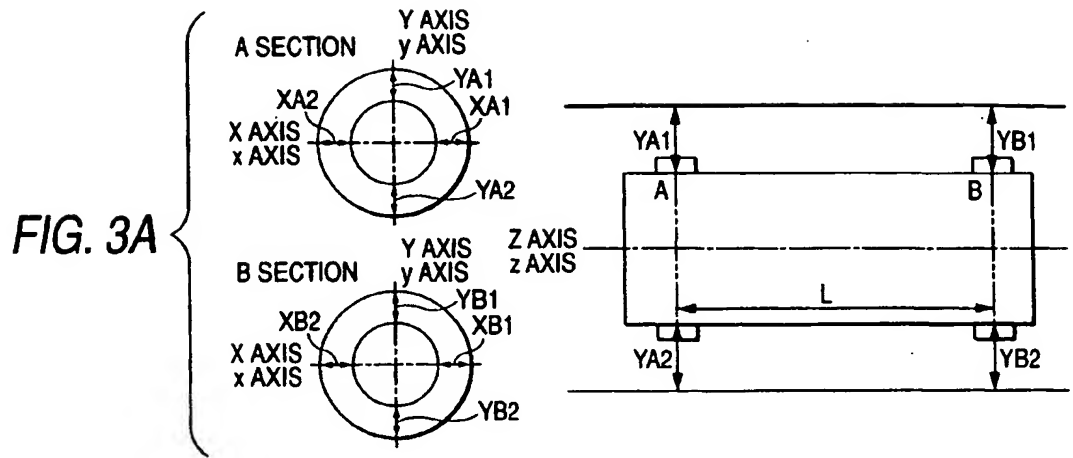 FIG. 3A
A SECTION
Y AXIS
y AXIS
YA1
XA2
XA1
X AXIS
x AXIS
YA2
B SECTION
Y AXIS
y AXIS
YB1
XB2
XB1
X AXIS
x AXIS
YB2
YA1
YB1
A
B
Z AXIS
z AXIS
L
YA2
YB2